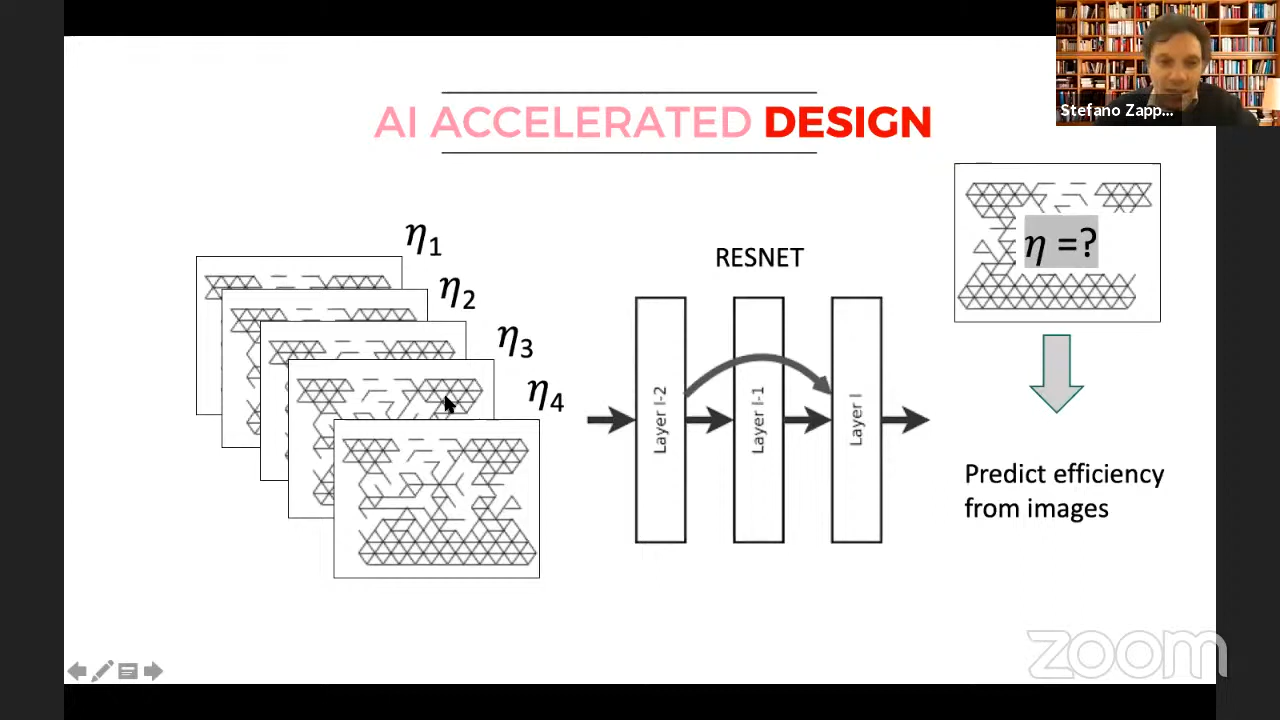 Stefano Zapp...
AI ACCELERATED DESIGN
η1
η2
η3
η4
RESNET
Layer l-2
Layer l-1
Layer l
η =?
Predict efficiency
from images
zoom